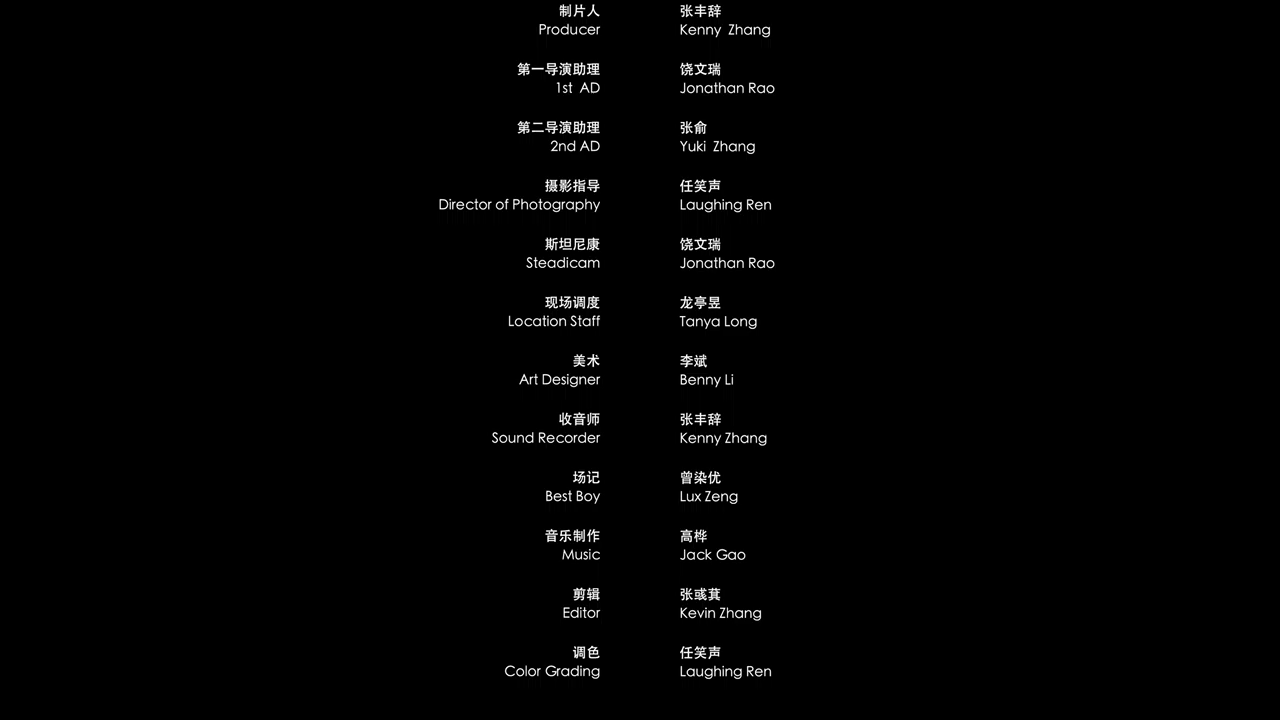 制片人 张丰辞
Producer Kenny Zhang
第一导演助理 饶文瑞
1st AD Jonathan Rao
第二导演助理 张俞
2nd AD Yuki Zhang
摄影指导 任笑声
Director of Photography Laughing Ren
斯坦尼康 饶文瑞
Steadicam Jonathan Rao
现场调度 龙亭昱
Location Staff Tanya Long
美术 李斌
Art Designer Benny Li
收音师 张丰辞
Sound Recorder Kenny Zhang
场记 曾染优
Best Boy Lux Zeng
音乐制作 高桦
Music Jack Gao
剪辑 张彧萁
Editor Kevin Zhang
调色 任笑声
Color Grading Laughing Ren